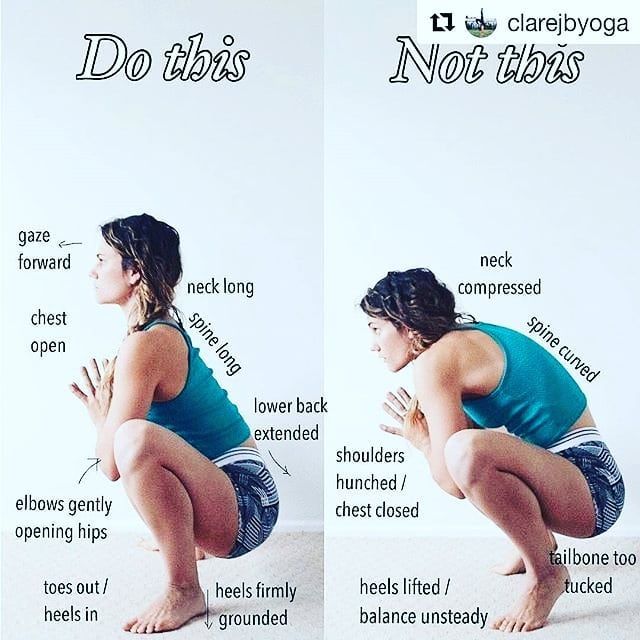 clarejbyoga
Do this
Not this
gaze
forward
neck long
chest
open
spine long
lower back
extended
elbows gently
opening hips
toes out /
heels in
heels firmly
grounded
neck
compressed
spine curved
shoulders
hunched /
chest closed
tailbone too
tucked
heels lifted /
balance unsteady